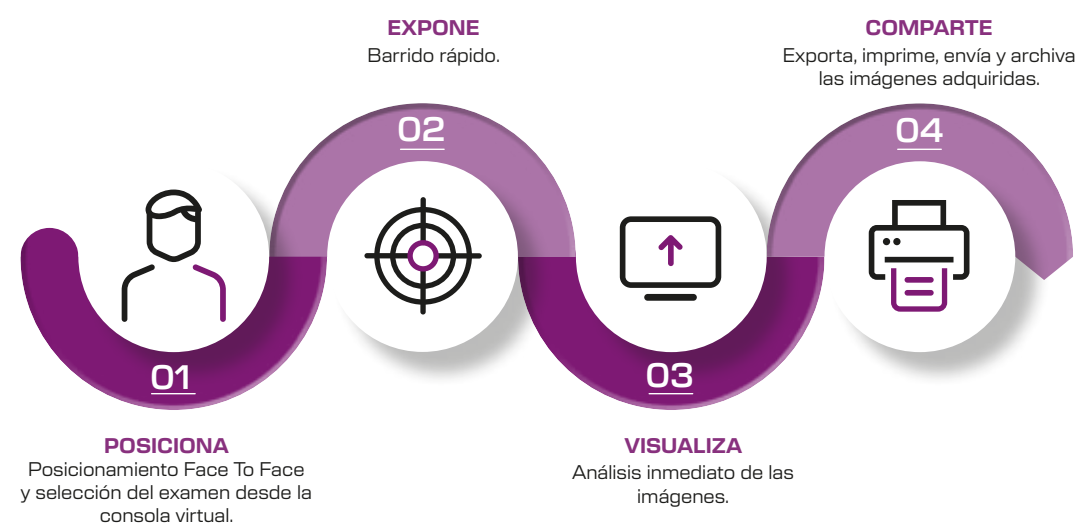 01
POSICIONA
Posicionamiento Face To Face
y selección del examen desde la
consola virtual.
EXPONE
Barrido rápido.
02
03
VISUALIZA
Análisis inmediato de las
imágenes.
COMPARTE
Exporta, imprime, envía y archiva
las imágenes adquiridas.
04